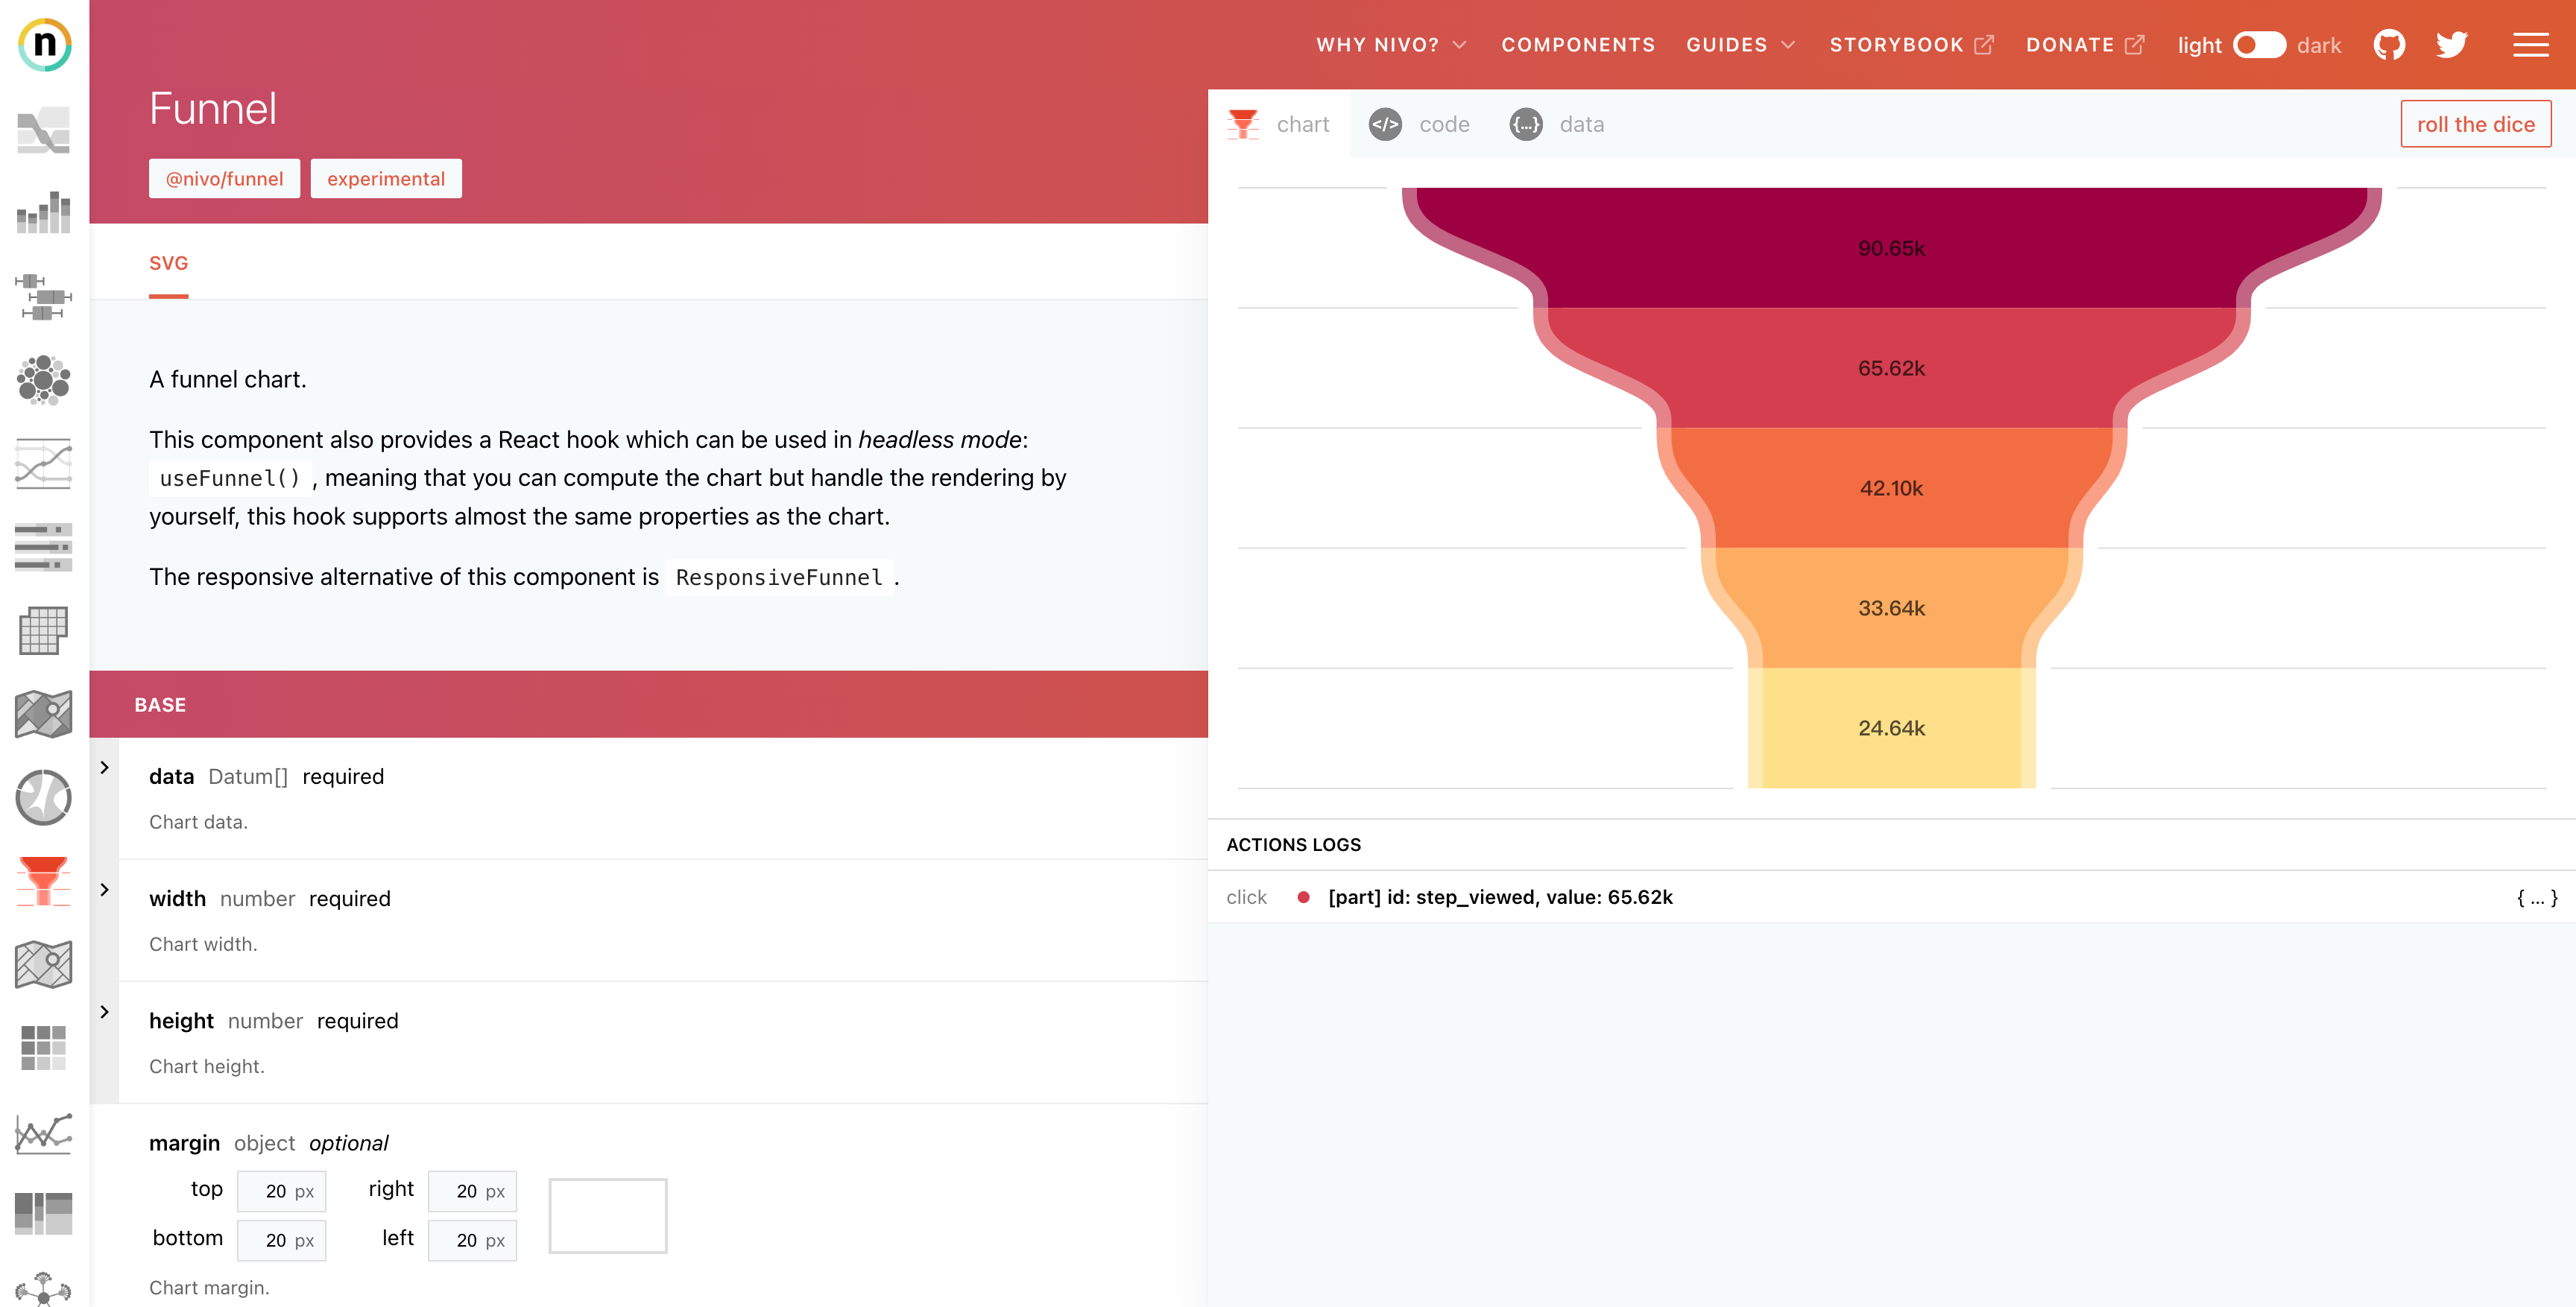 n
WHY NIVO?
COMPONENTS
GUIDES
STORYBOOK
DONATE
light
dark
Funnel
@nivo/funnel
experimental
SVG
A funnel chart.
This component also provides a React hook which can be used in headless mode:
useFunnel() , meaning that you can compute the chart but handle the rendering by
yourself, this hook supports almost the same properties as the chart.
The responsive alternative of this component is ResponsiveFunnel .
BASE
data Datum[] required
Chart data.
width number required
Chart width.
height number required
Chart height.
margin object optional
top 20 px right 20 px
bottom 20 px left 20 px
Chart margin.
chart
</> code
{...} data
roll the dice
90.65k
65.62k
42.10k
33.64k
24.64k
ACTIONS LOGS
click [part] id: step_viewed, value: 65.62k { ... }